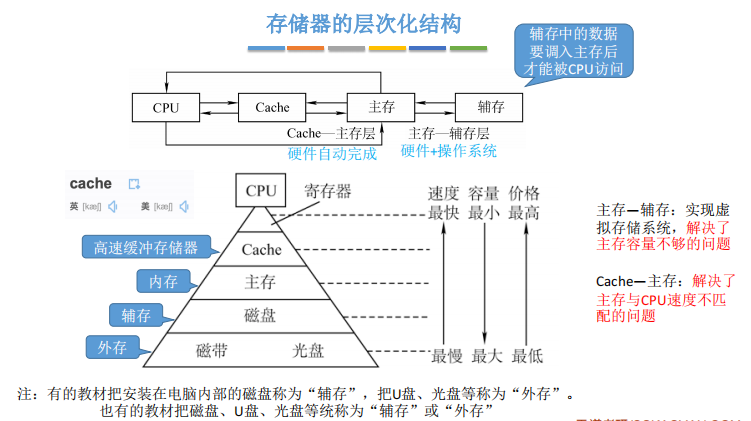 存储器的层次化结构
辅存中的数据
要调入主存后
才能被CPU访问
CPU
Cache
主存
辅存
Cache—主存层
主存—辅存层
硬件自动完成
硬件+操作系统
cache
英 [kæʃ]
美 [kæʃ]
CPU
寄存器
速度 容量 价格
最快 最小 最高
高速缓冲存储器
Cache
内存
主存
辅存
磁盘
外存
磁带
光盘
最慢 最大 最低
主存—辅存：实现虚
拟存储系统，解决了
主存容量不够的问题
Cache—主存：解决了
主存与CPU速度不匹
配的问题
注：有的教材把安装在电脑内部的磁盘称为“辅存”，把U盘、光盘等称为“外存”。
也有的教材把磁盘、U盘、光盘等统称为“辅存”或“外存”